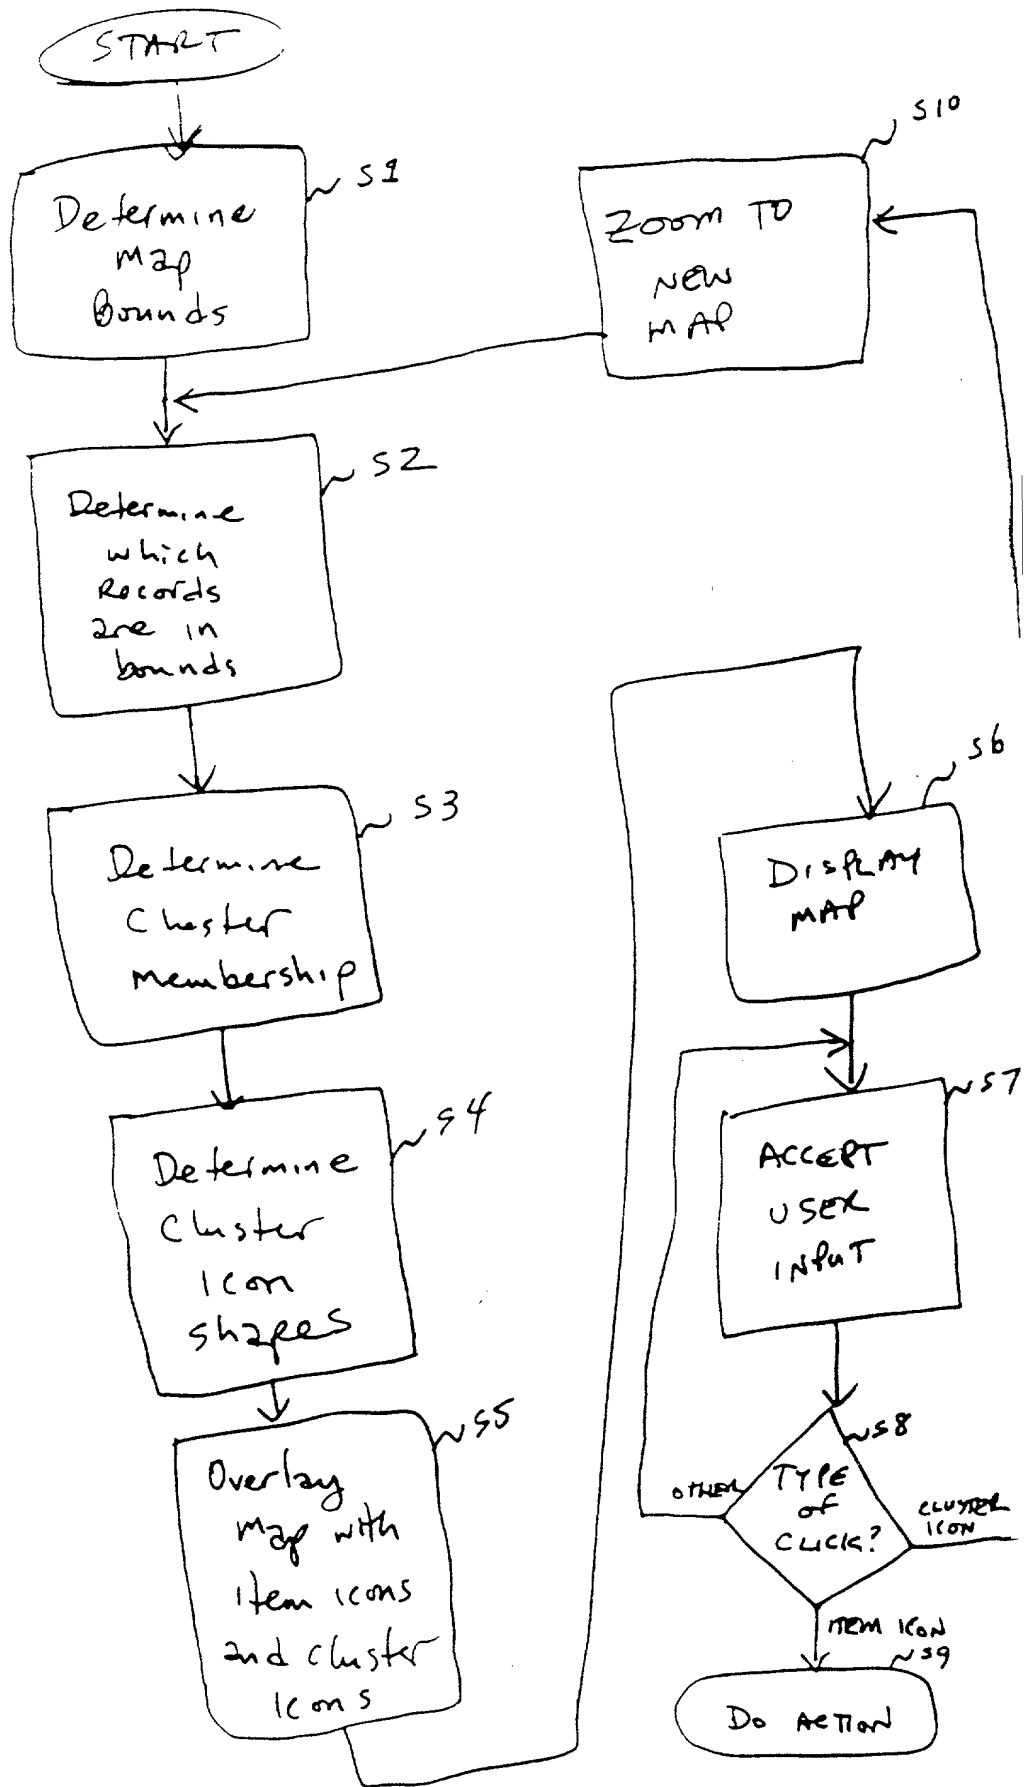 START
S1
Determine
Map
Bounds
S10
ZOOM TO
NEW
MAP
S2
Determine
which
Records
are in
bounds
S3
Determine
Cluster
Membership
S4
Determine
Cluster
Icon
Shapes
S5
Overlay
Map with
Item Icons
and Cluster
Icons
S6
DISPLAY
MAP
S7
ACCEPT
USER
INPUT
S8
TYPE
OF
CLICK?
OTHER
CLUSTER
ICON
ITEM ICON
S9
DO ACTION